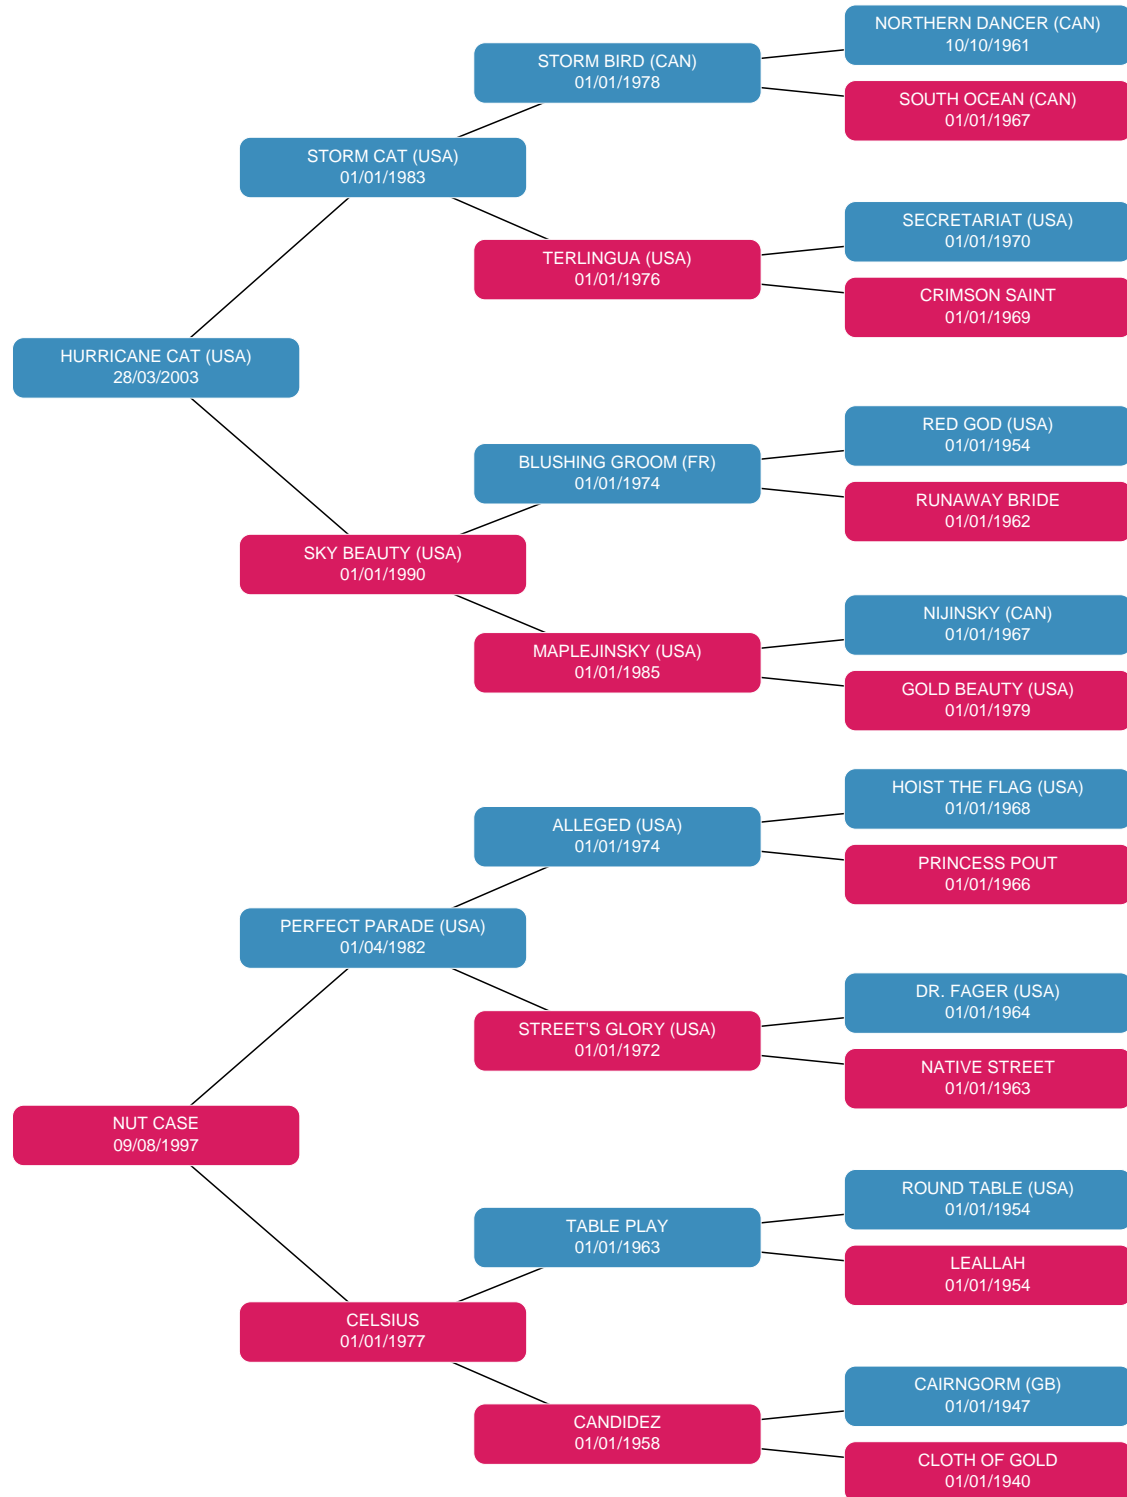 NORTHERN DANCER (CAN)
10/10/1961
STORM BIRD (CAN)
01/01/1978
SOUTH OCEAN (CAN)
01/01/1967
STORM CAT (USA)
01/01/1983
SECRETARIAT (USA)
01/01/1970
TERLINGUA (USA)
01/01/1976
CRIMSON SAINT
01/01/1969
HURRICANE CAT (USA)
28/03/2003
RED GOD (USA)
01/01/1954
BLUSHING GROOM (FR)
01/01/1974
RUNAWAY BRIDE
01/01/1962
SKY BEAUTY (USA)
01/01/1990
NIJINSKY (CAN)
01/01/1967
MAPLEJINSKY (USA)
01/01/1985
GOLD BEAUTY (USA)
01/01/1979
HOIST THE FLAG (USA)
01/01/1968
ALLEGED (USA)
01/01/1974
PRINCESS POUT
01/01/1966
PERFECT PARADE (USA)
01/04/1982
DR. FAGER (USA)
01/01/1964
STREET'S GLORY (USA)
01/01/1972
NATIVE STREET
01/01/1963
NUT CASE
09/08/1997
ROUND TABLE (USA)
01/01/1954
TABLE PLAY
01/01/1963
LEALLAH
01/01/1954
CELSIUS
01/01/1977
CAIRNGORM (GB)
01/01/1947
CANDIDEZ
01/01/1958
CLOTH OF GOLD
01/01/1940